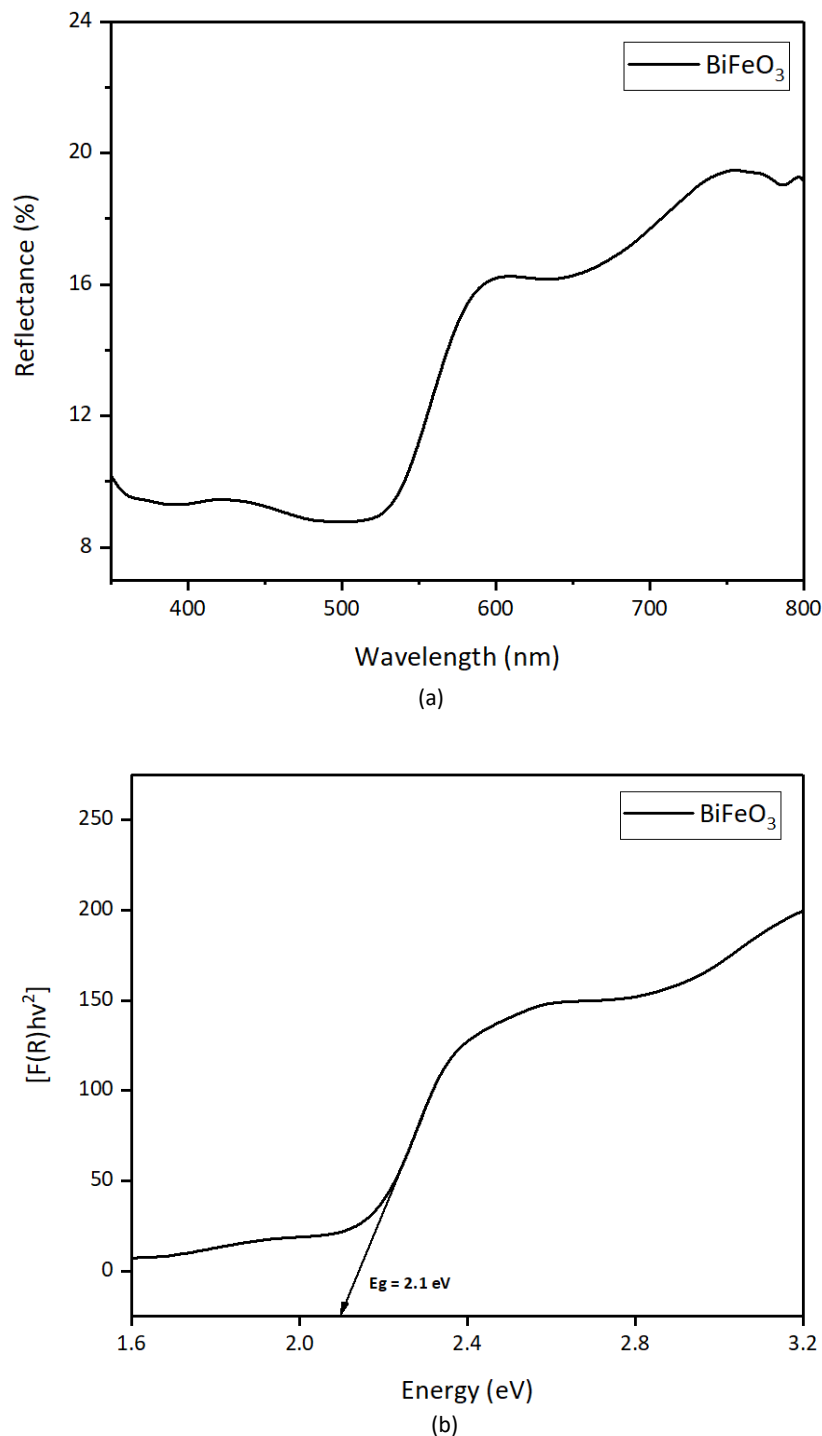 24
20
16
12
8
Reflectance (%)
BiFeO₃
400
500
600
700
800
Wavelength (nm)
(a)
250
200
150
100
50
0
[F(R)hv²]
BiFeO₃
Eg = 2.1 eV
1.6
2.0
2.4
2.8
3.2
Energy (eV)
(b)